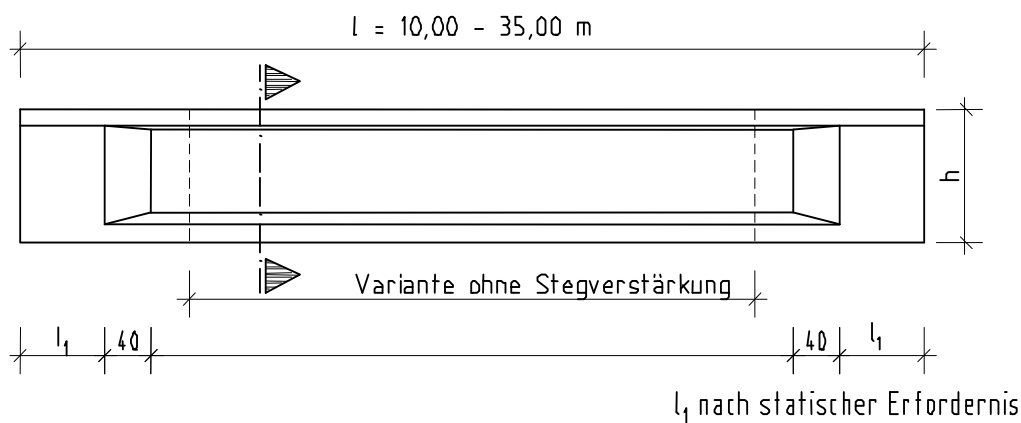 l = 10,00 - 35,00 m
h
Variante ohne Stegverstärkung
l₁ 40 40 l₁
l₁ nach statischer Erfordernis